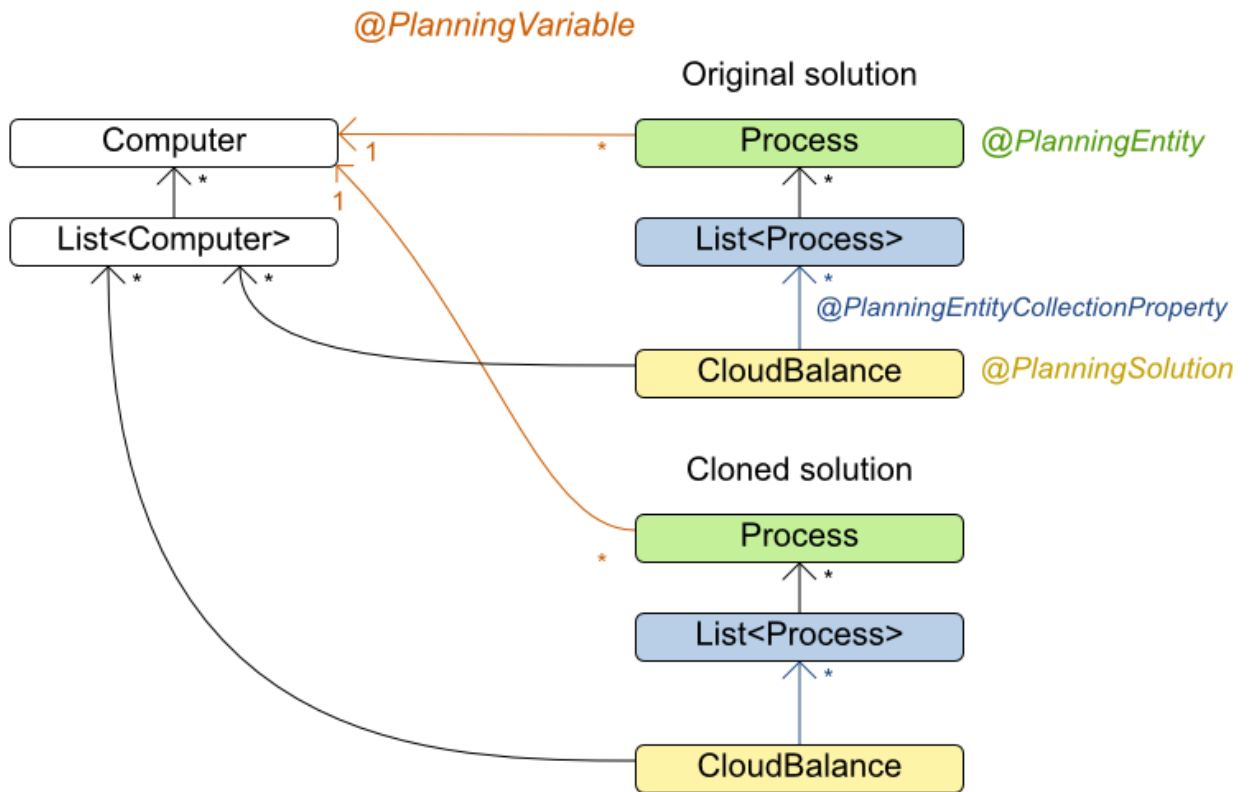 @PlanningVariable
Original solution
Computer
1
*
Process
@PlanningEntity
*
1
*
List<Computer>
List<Process>
*
*
*
@PlanningEntityCollectionProperty
CloudBalance
@PlanningSolution
Cloned solution
Process
*
*
List<Process>
*
CloudBalance